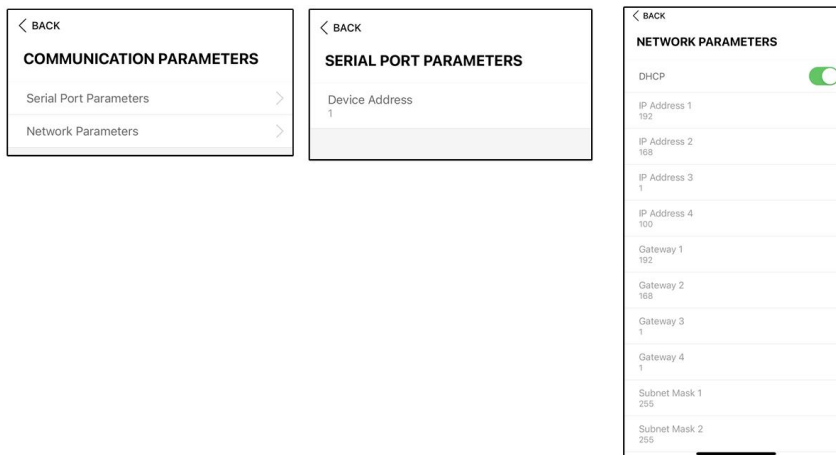 BACK
COMMUNICATION PARAMETERS
Serial Port Parameters
Network Parameters
BACK
SERIAL PORT PARAMETERS
Device Address
1
BACK
NETWORK PARAMETERS
DHCP
IP Address 1
192
IP Address 2
168
IP Address 3
1
IP Address 4
100
Gateway 1
192
Gateway 2
168
Gateway 3
1
Gateway 4
1
Subnet Mask 1
255
Subnet Mask 2
255